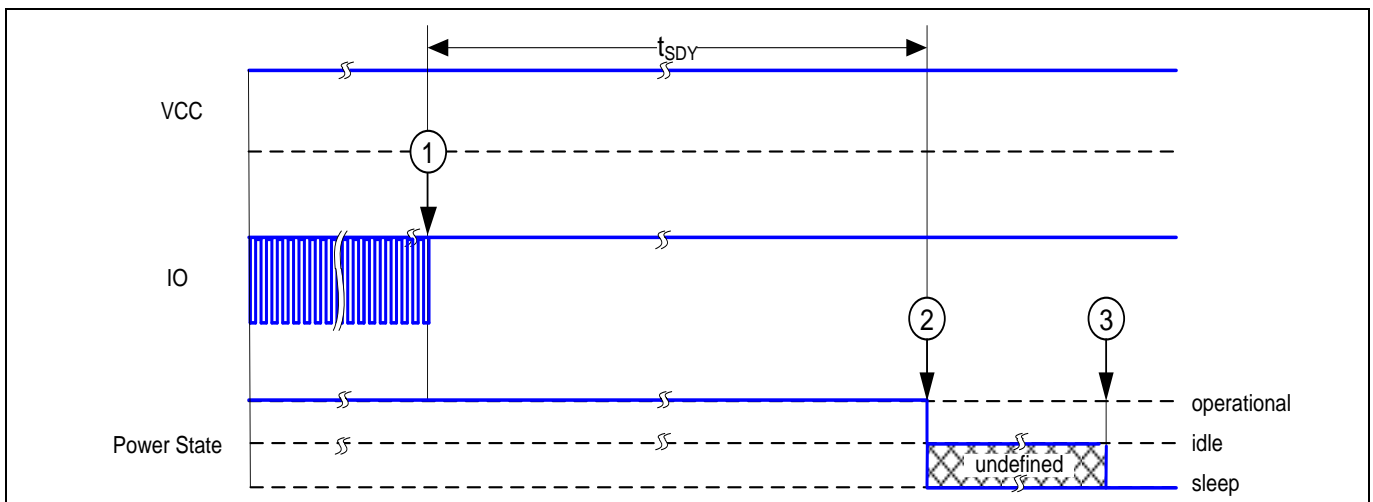 tSDY
VCC
1
IO
2
3
operational
Power State
idle
undefined
sleep